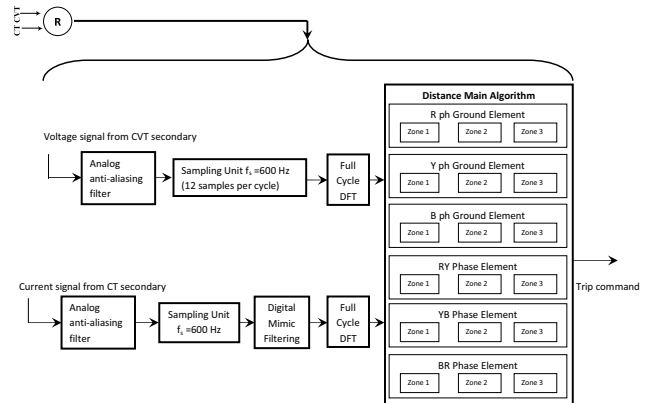 CT CVT
R
Distance Main Algorithm
R ph Ground Element
Zone 1 Zone 2 Zone 3
Voltage signal from CVT secondary
Analog
anti-aliasing
filter
Sampling Unit fs =600 Hz
(12 samples per cycle)
Full
Cycle
DFT
Y ph Ground Element
Zone 1 Zone 2 Zone 3
B ph Ground Element
Zone 1 Zone 2 Zone 3
RY Phase Element
Zone 1 Zone 2 Zone 3
Trip command
Current signal from CT secondary
Analog
anti-aliasing
filter
Sampling Unit
fs =600 Hz
Digital
Mimic
Filtering
Full
Cycle
DFT
YB Phase Element
Zone 1 Zone 2 Zone 3
BR Phase Element
Zone 1 Zone 2 Zone 3